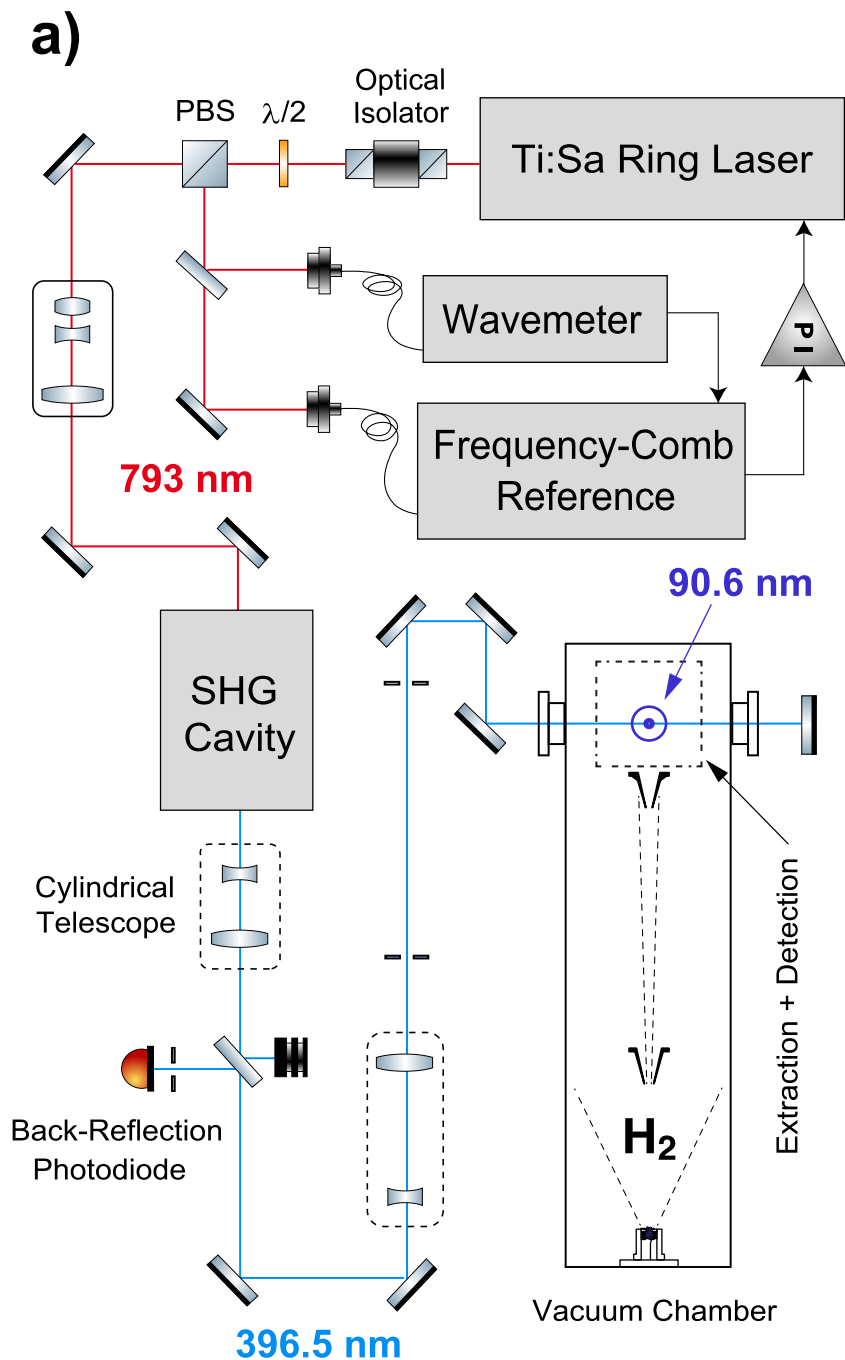 a)
PBS
λ/2
Optical
Isolator
Ti:Sa Ring Laser
Wavemeter
PI
Frequency-Comb
Reference
793 nm
90.6 nm
SHG
Cavity
Cylindrical
Telescope
Extraction + Detection
Back-Reflection
Photodiode
H₂
396.5 nm
Vacuum Chamber